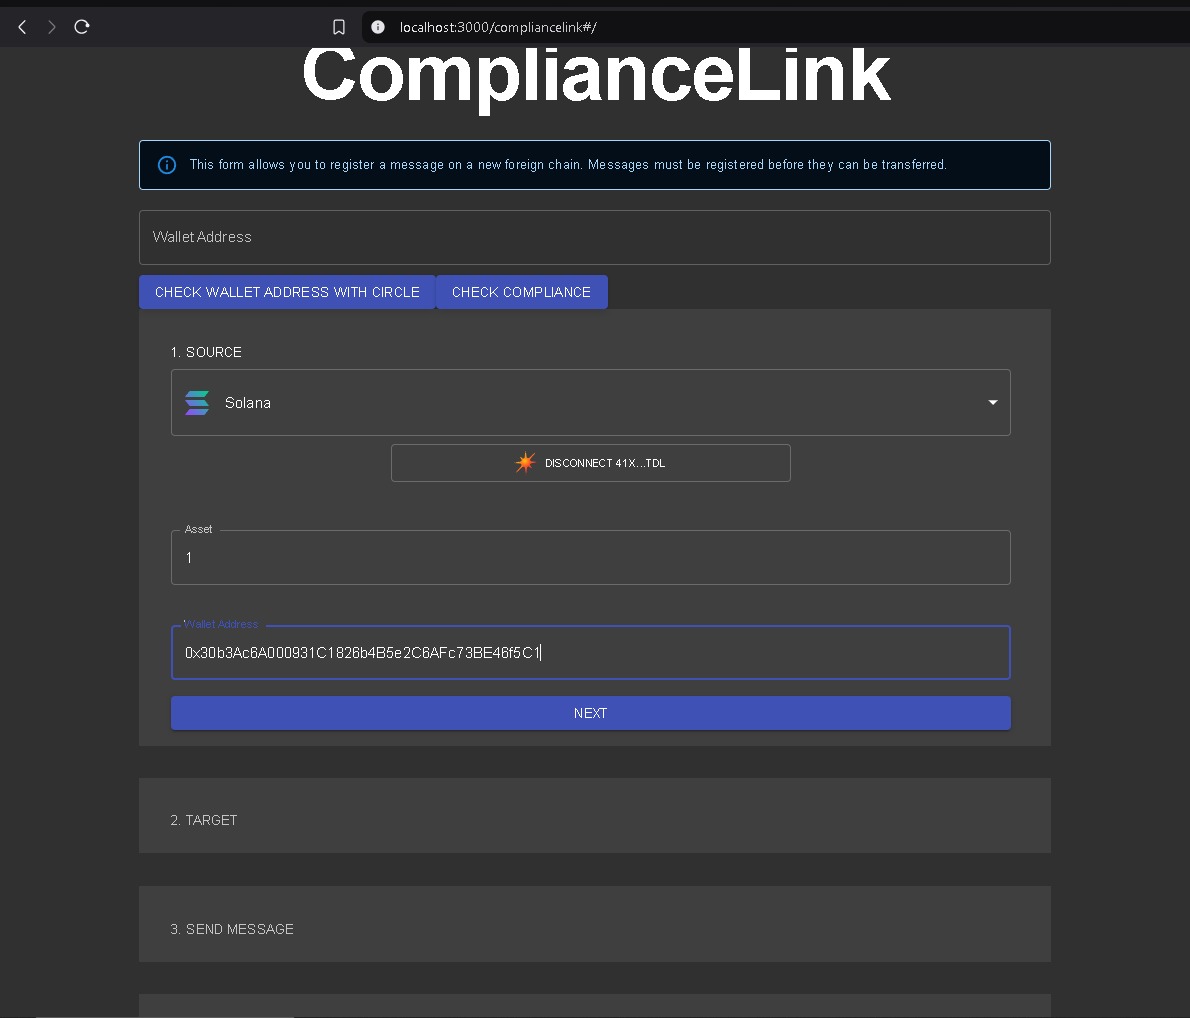 localhost:3000/compliancelink#/
ComplianceLink
This form allows you to register a message on a new foreign chain. Messages must be registered before they can be transferred.
Wallet Address
CHECK WALLET ADDRESS WITH CIRCLE
CHECK COMPLIANCE
1. SOURCE
Solana
DISCONNECT 41X...TDL
Asset
1
Wallet Address
0x30b3Ac6A000931C1826b4B5e2C6AFc73BE46f5C1
NEXT
2. TARGET
3. SEND MESSAGE